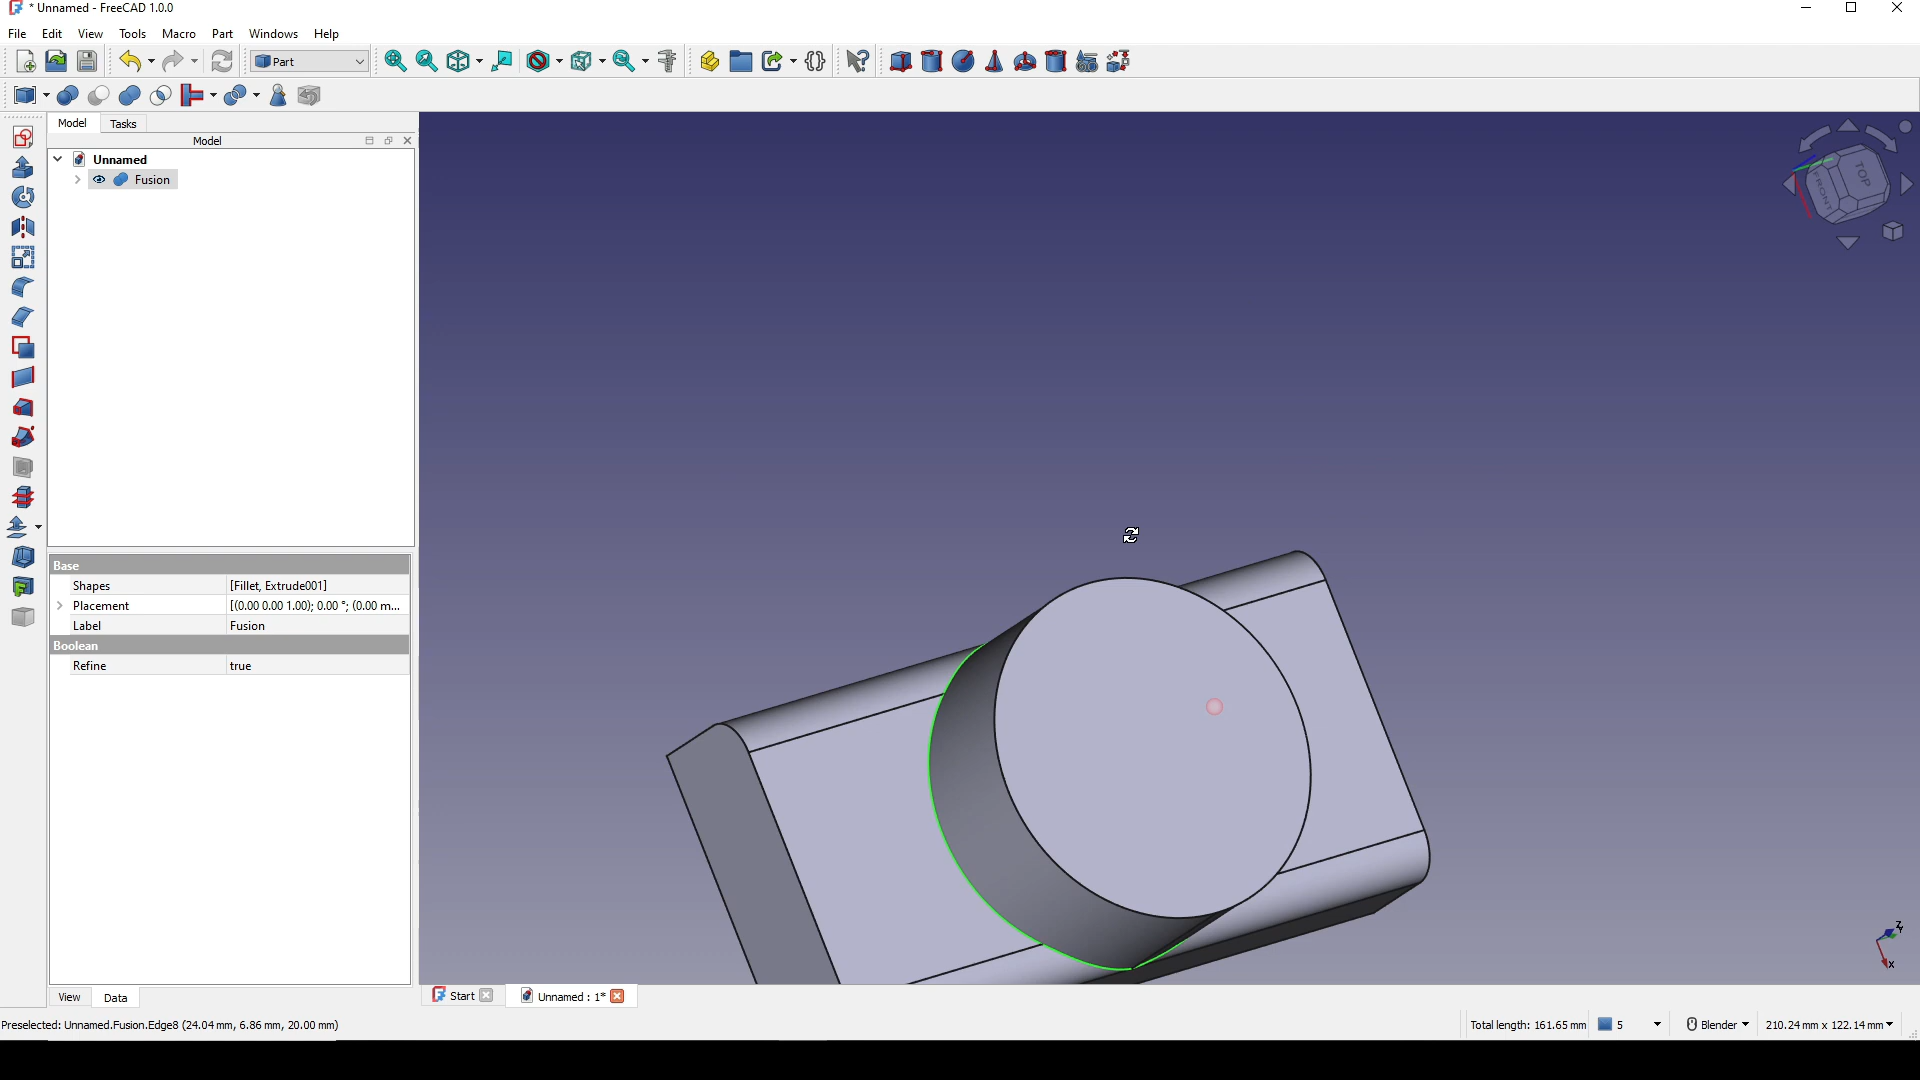 * Unnamed - FreeCAD 1.0.0
File Edit View Tools Macro Part Windows Help
Part
Model Tasks
Model
Unnamed
Fusion
TOP
FRONT
Base
Shapes [Fillet, Extrude001]
Placement [(0.00 0.00 1.00); 0.00 °; (0.00 m...
Label Fusion
Boolean
Refine true
Z
Y
X
View Data
Start Unnamed : 1*
Preselected: Unnamed.Fusion.Edge8 (24.04 mm, 6.86 mm, 20.00 mm) Total length: 161.65 mm 5 Blender 210.24 mm x 122.14 mm